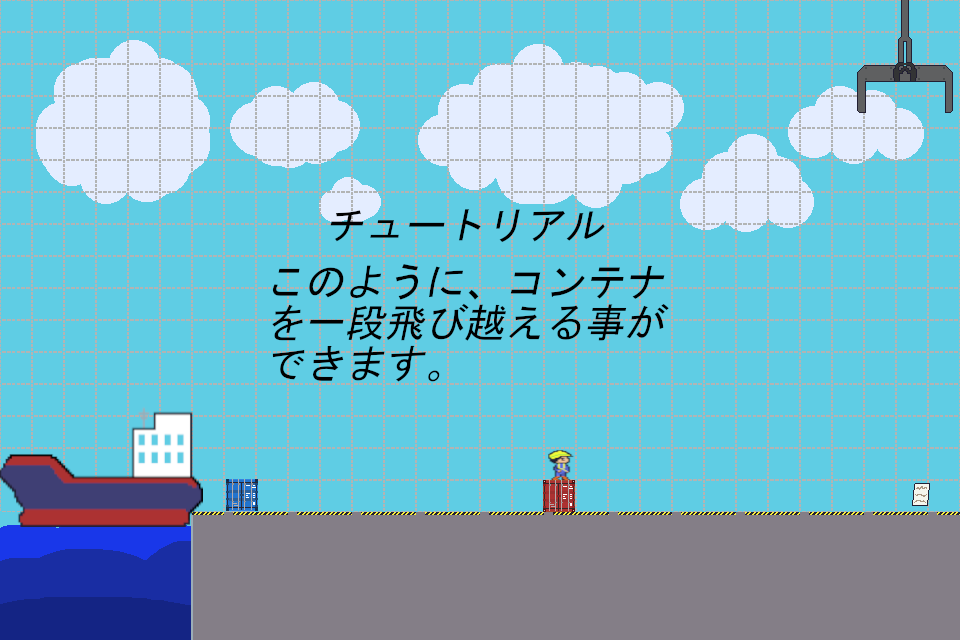 チュートリアル
このように、コンテナ
を一段飛び越える事が
できます。